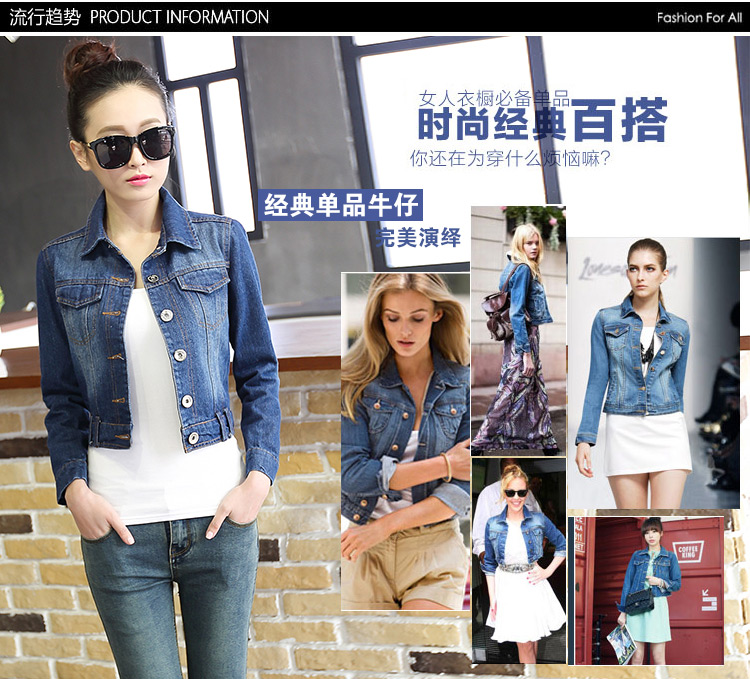 流行趋势 PRODUCT INFORMATION
Fashion For All
女人衣橱必备单品
时尚经典百搭
你还在为穿什么烦恼嘛?
经典单品牛仔
完美演绎
COFFEE
KING